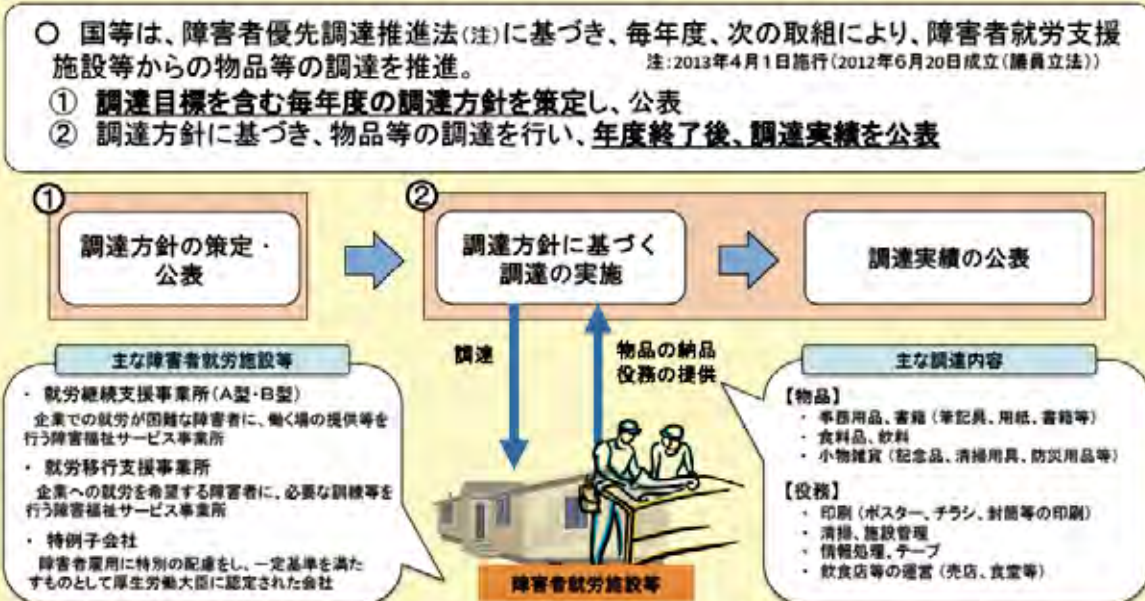 ○ 国等は、障害者優先調達推進法(注)に基づき、毎年度、次の取組により、障害者就労支援
施設等からの物品等の調達を推進。
注:2013年4月1日施行(2012年6月20日成立(議員立法))
① 調達目標を含む毎年度の調達方針を策定し、公表
② 調達方針に基づき、物品等の調達を行い、年度終了後、調達実績を公表
①
調達方針の策定・
公表
②
調達方針に基づく
調達の実施
調達実績の公表
調達
物品の納品
役務の提供
主な障害者就労施設等
・ 就労継続支援事業所(A型・B型)
企業での就労が困難な障害者に、働く場の提供等を
行う障害福祉サービス事業所
・ 就労移行支援事業所
企業への就労を希望する障害者に、必要な訓練等を
行う障害福祉サービス事業所
・ 特例子会社
障害者雇用に特別の配慮をし、一定基準を満た
すものとして厚生労働大臣に認定された会社
障害者就労施設等
主な調達内容
【物品】
・ 事務用品、書籍 (筆記具、用紙、書籍等)
・ 食料品、飲料
・ 小物雑貨 (記念品、清掃用具、防災用品等)
【役務】
・ 印刷 (ポスター、チラシ、封筒等の印刷)
・ 清掃、施設管理
・ 情報処理、テープ
・ 飲食店等の運営 (売店、食堂等)